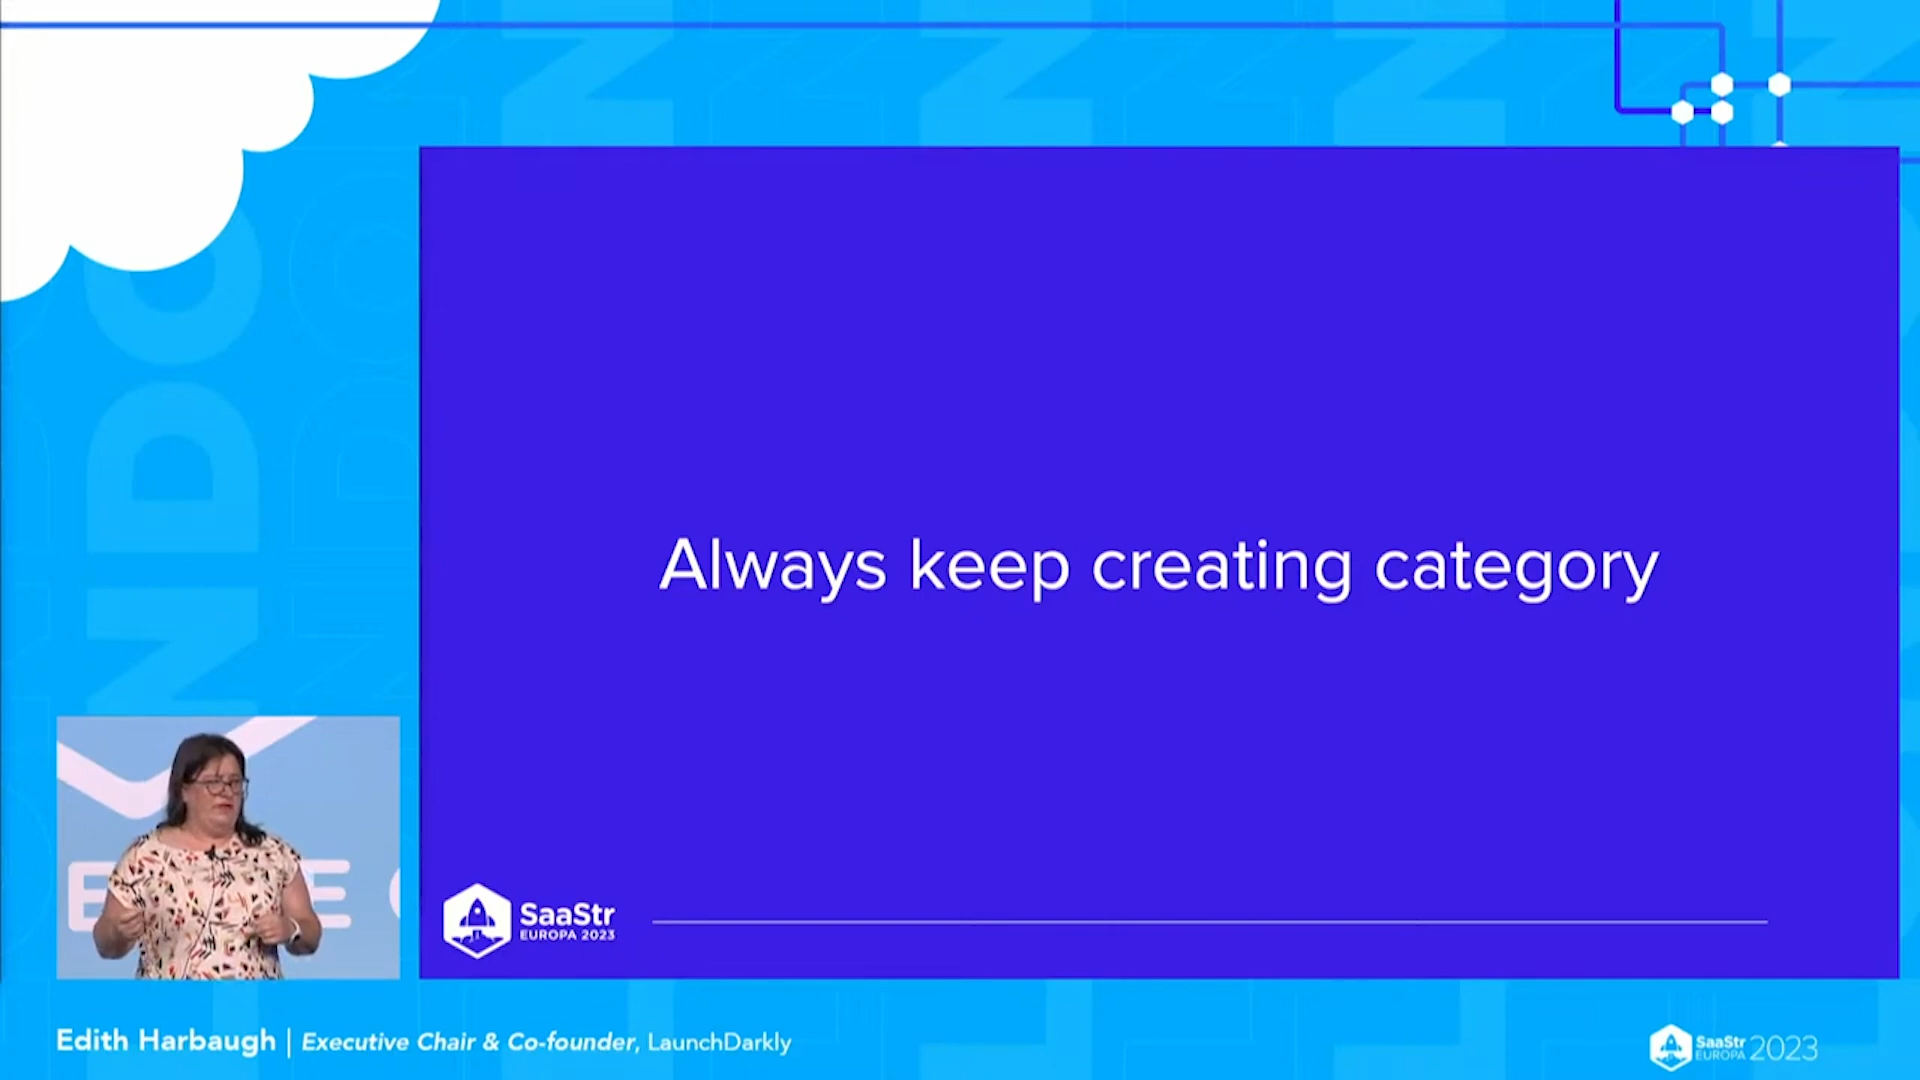 Always keep creating category
SaaStr
EUROPA 2023
Edith Harbaugh | Executive Chair & Co-founder, LaunchDarkly
SaaStr
EUROPA 2023